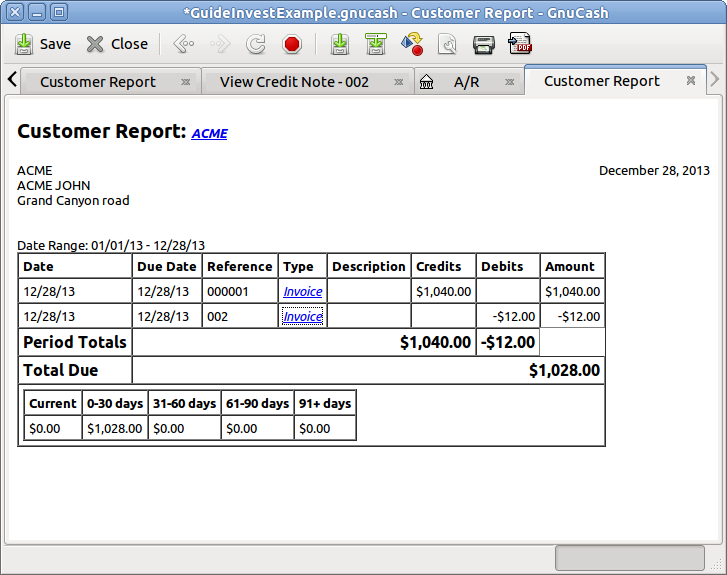 *GuideInvestExample.gnucash - Customer Report - GnuCash
Save Close
Customer Report View Credit Note - 002 A/R Customer Report
Customer Report: ACME
ACME December 28, 2013
ACME JOHN
Grand Canyon road
Date Range: 01/01/13 - 12/28/13
Date Due Date Reference Type Description Credits Debits Amount
12/28/13 12/28/13 000001 Invoice $1,040.00 $1,040.00
12/28/13 12/28/13 002 Invoice -$12.00 -$12.00
Period Totals $1,040.00 -$12.00
Total Due $1,028.00
Current 0-30 days 31-60 days 61-90 days 91+ days
$0.00 $1,028.00 $0.00 $0.00 $0.00